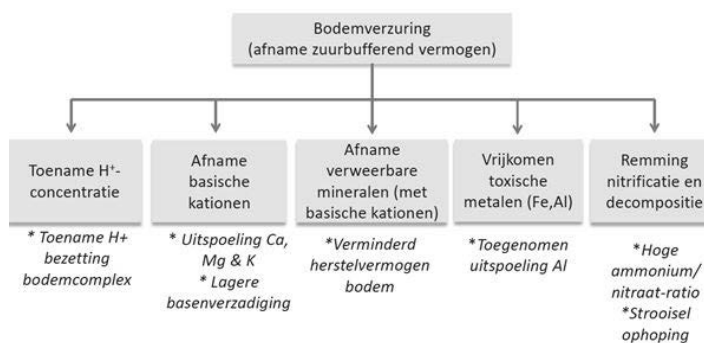 Bodemverzuring
(afname zuurbufferend vermogen)
Toename H⁺-
concentratie
* Toename H+
bezetting
bodemcomplex
Afname
basische
kationen
* Uitspoeling Ca,
Mg & K
* Lagere
basenverzadiging
Afname
verweerbare
mineralen (met
basische kationen)
*Verminderd
herstelvermogen
bodem
Vrijkomen
toxische
metalen (Fe,Al)
*Toegenomen
uitspoeling Al
Remming
nitrificatie en
decompositie
*Hoge
ammonium/
nitraat-ratio
*Strooisel
ophoping